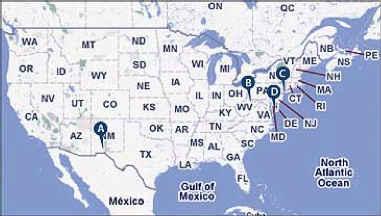 ON
QC
NB
PE
NS
WA
MT
ND
MN
OR
ID
WY
SD
WI
MI
VT
ME
NH
MA
RI
CT
NJ
DE
MD
NV
UT
CO
NE
IA
IL
IN
OH
PA
N
B
C
D
WV
VA
CA
KS
MO
KY
NC
TN
SC
AZ
A
NM
OK
AR
MS
AL
GA
TX
LA
FL
North
Atlantic
Ocean
Gulf of
Mexico
México